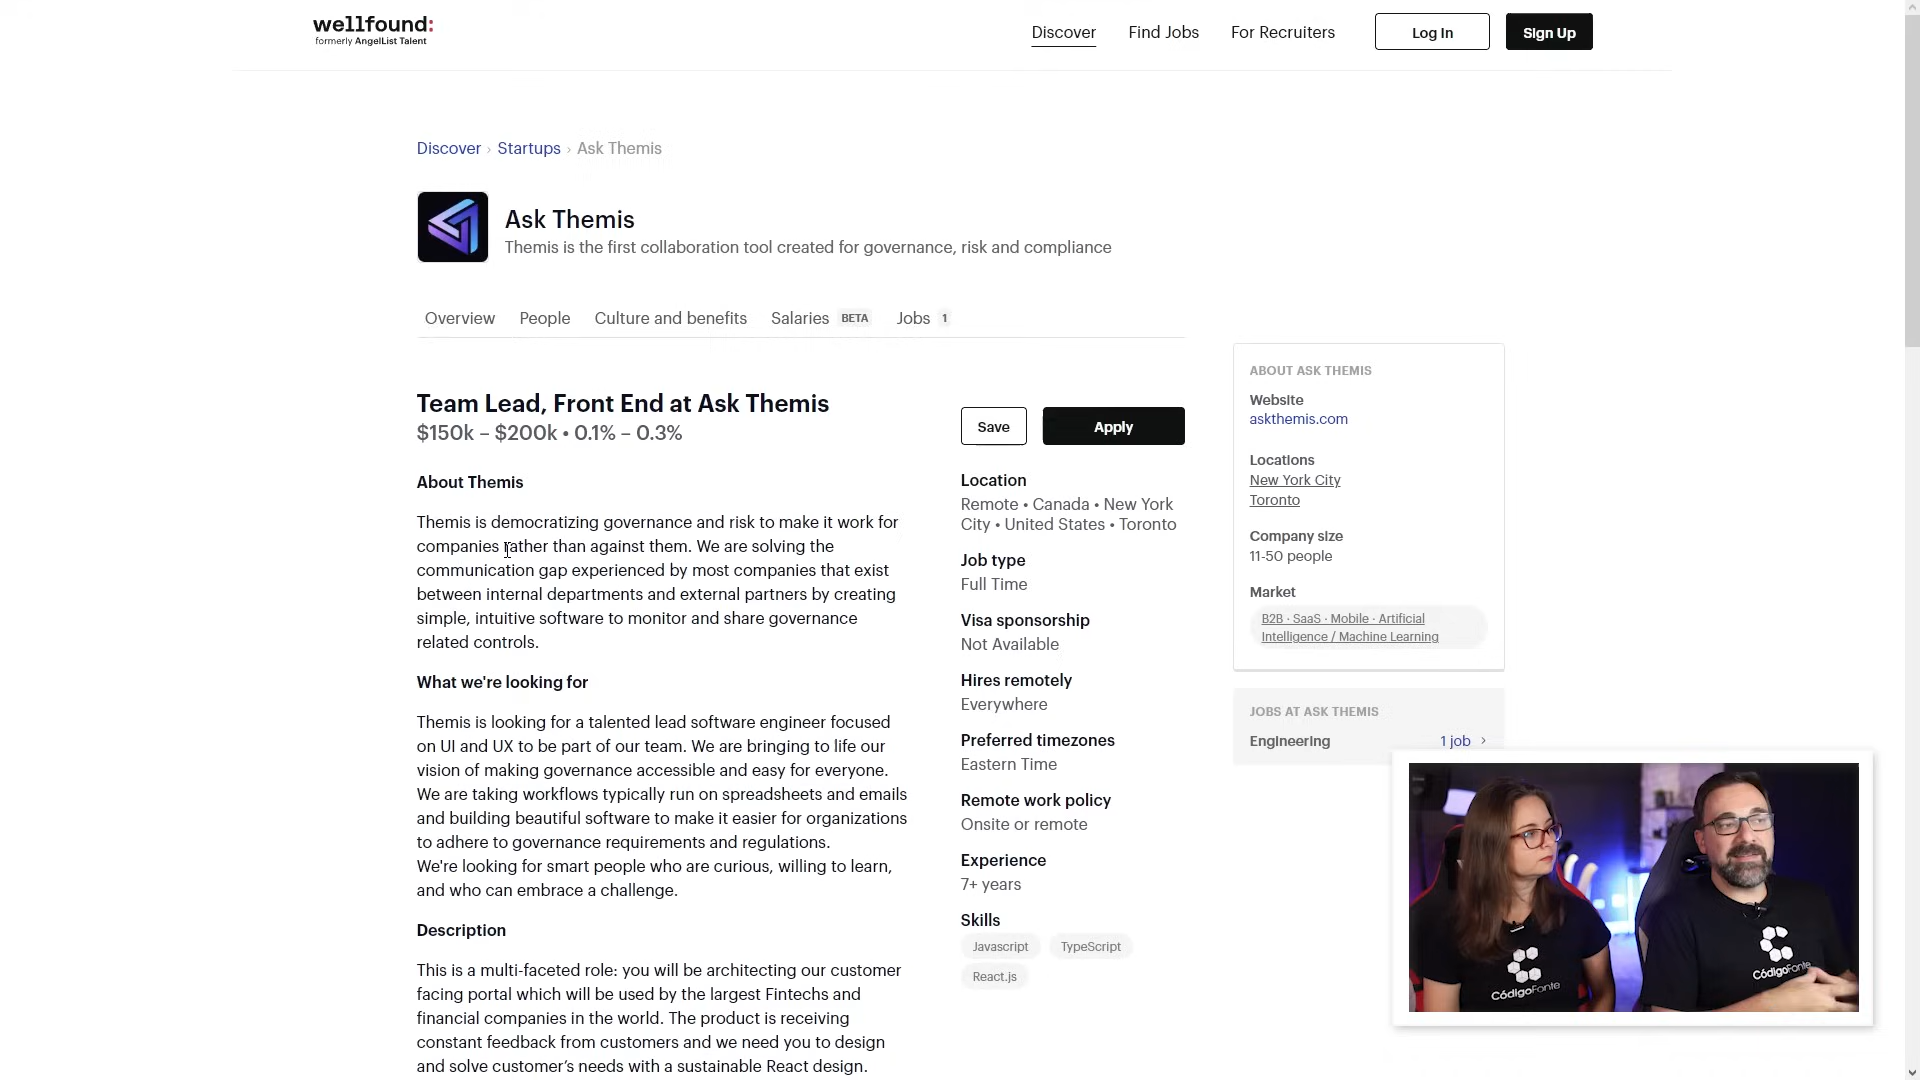 wellfound:
formerly AngelList Talent
Discover
Find Jobs
For Recruiters
Log In
Sign Up
Discover › Startups › Ask Themis
Ask Themis
Themis is the first collaboration tool created for governance, risk and compliance
Overview
People
Culture and benefits
Salaries BETA
Jobs 1
Team Lead, Front End at Ask Themis
$150k – $200k • 0.1% – 0.3%
About Themis
Themis is democratizing governance and risk to make it work for
companies rather than against them. We are solving the
communication gap experienced by most companies that exist
between internal departments and external partners by creating
simple, intuitive software to monitor and share governance
related controls.
What we're looking for
Themis is looking for a talented lead software engineer focused
on UI and UX to be part of our team. We are bringing to life our
vision of making governance accessible and easy for everyone.
We are taking workflows typically run on spreadsheets and emails
and building beautiful software to make it easier for organizations
to adhere to governance requirements and regulations.
We're looking for smart people who are curious, willing to learn,
and who can embrace a challenge.
Description
This is a multi-faceted role: you will be architecting our customer
facing portal which will be used by the largest Fintechs and
financial companies in the world. The product is receiving
constant feedback from customers and we need you to design
and solve customer’s needs with a sustainable React design.
Save
Apply
Location
Remote • Canada • New York
City • United States • Toronto
Job type
Full Time
Visa sponsorship
Not Available
Hires remotely
Everywhere
Preferred timezones
Eastern Time
Remote work policy
Onsite or remote
Experience
7+ years
Skills
Javascript
TypeScript
React.js
ABOUT ASK THEMIS
Website
askthemis.com
Locations
New York City
Toronto
Company size
11-50 people
Market
B2B · SaaS · Mobile · Artificial
Intelligence / Machine Learning
JOBS AT ASK THEMIS
Engineering
1 job ›
CódigoFonte
CódigoFonte